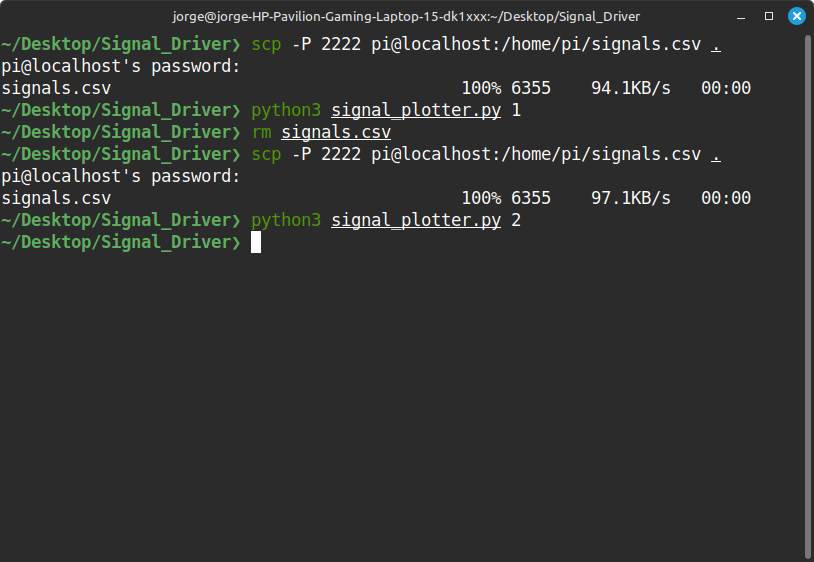 jorge@jorge-HP-Pavilion-Gaming-Laptop-15-dk1xxx:~/Desktop/Signal_Driver
~/Desktop/Signal_Driver❯ scp -P 2222 pi@localhost:/home/pi/signals.csv .
pi@localhost's password:
signals.csv 100% 6355 94.1KB/s 00:00
~/Desktop/Signal_Driver❯ python3 signal_plotter.py 1
~/Desktop/Signal_Driver❯ rm signals.csv
~/Desktop/Signal_Driver❯ scp -P 2222 pi@localhost:/home/pi/signals.csv .
pi@localhost's password:
signals.csv 100% 6355 97.1KB/s 00:00
~/Desktop/Signal_Driver❯ python3 signal_plotter.py 2
~/Desktop/Signal_Driver❯